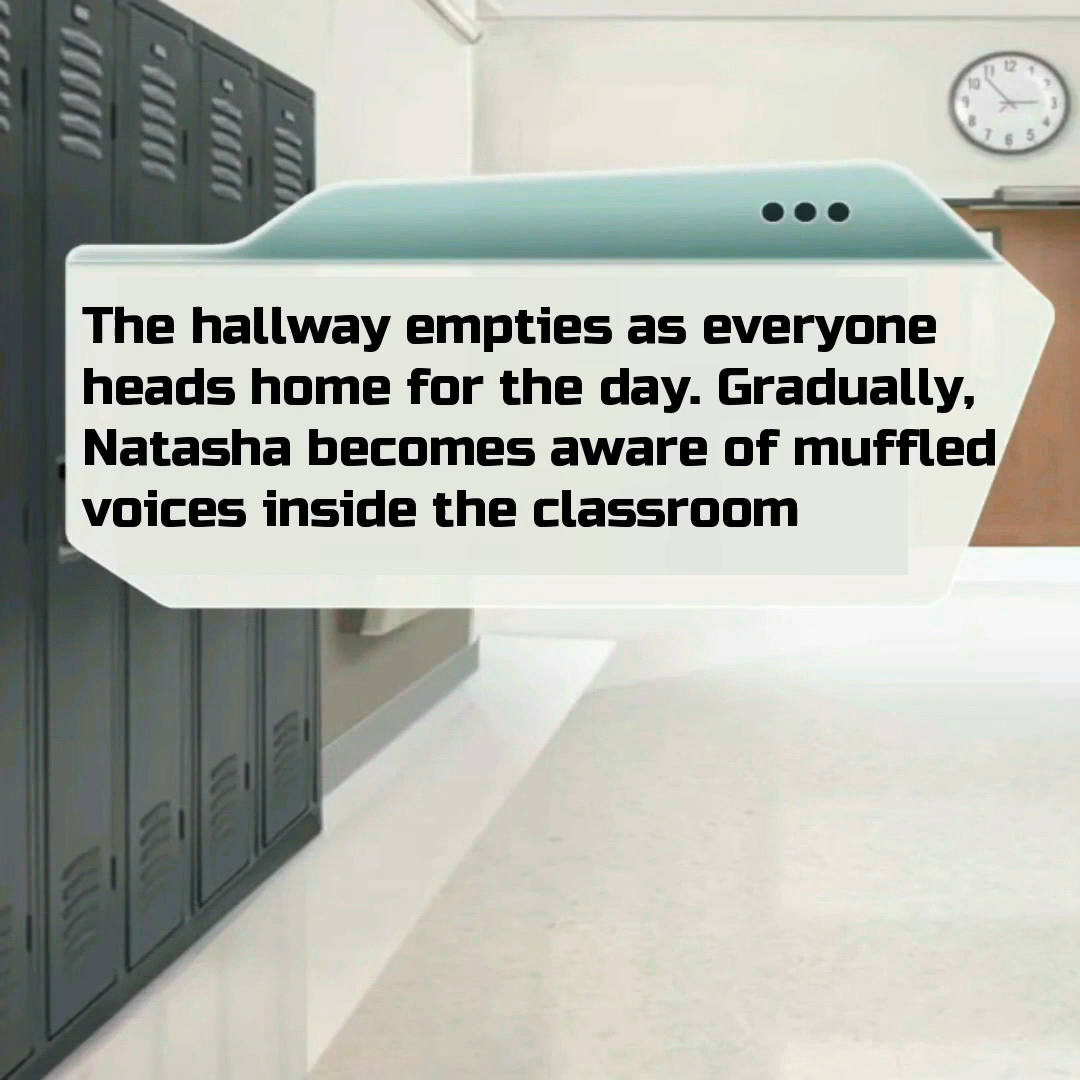 The hallway empties as everyone
heads home for the day. Gradually,
Natasha becomes aware of muffled
voices inside the classroom